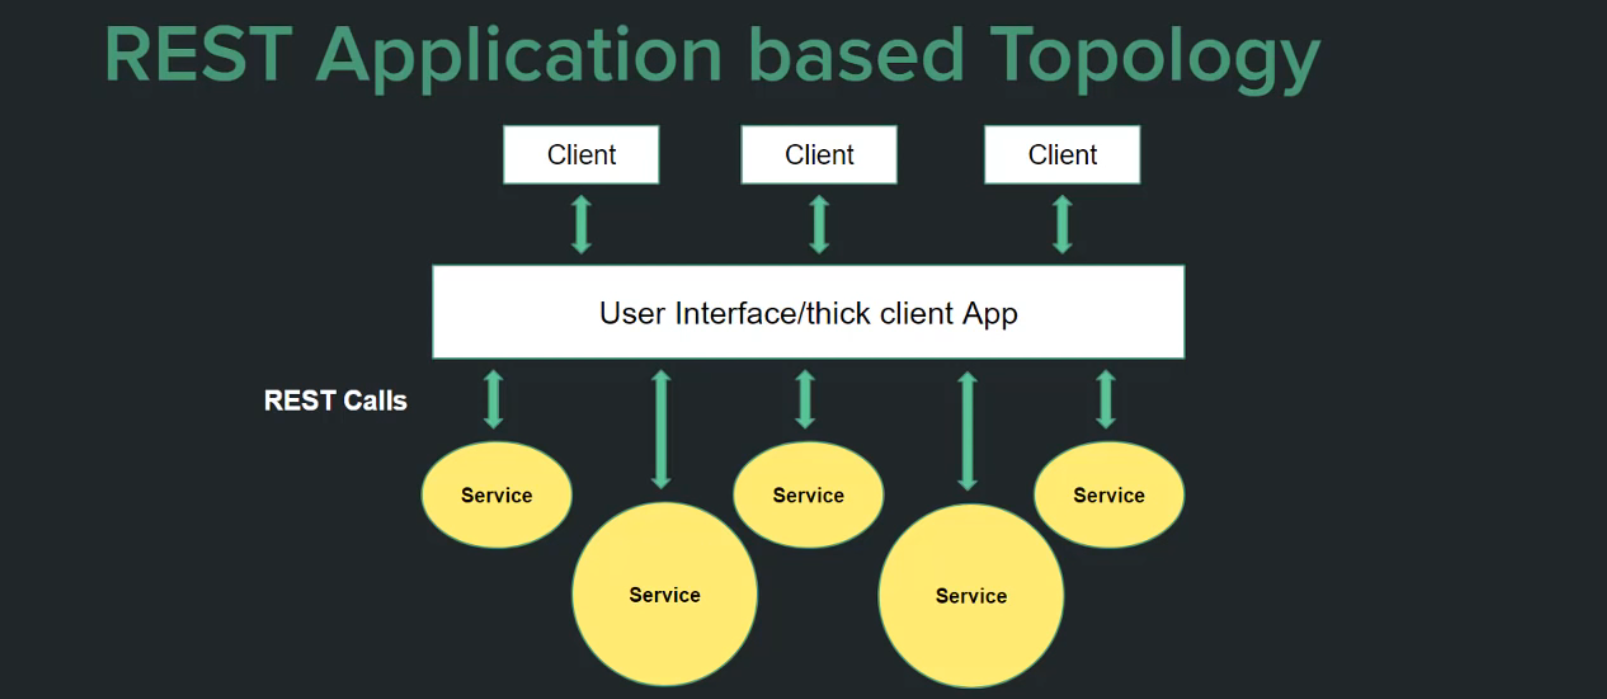 REST Application based Topology
Client
Client
Client
User Interface/thick client App
REST Calls
Service
Service
Service
Service
Service